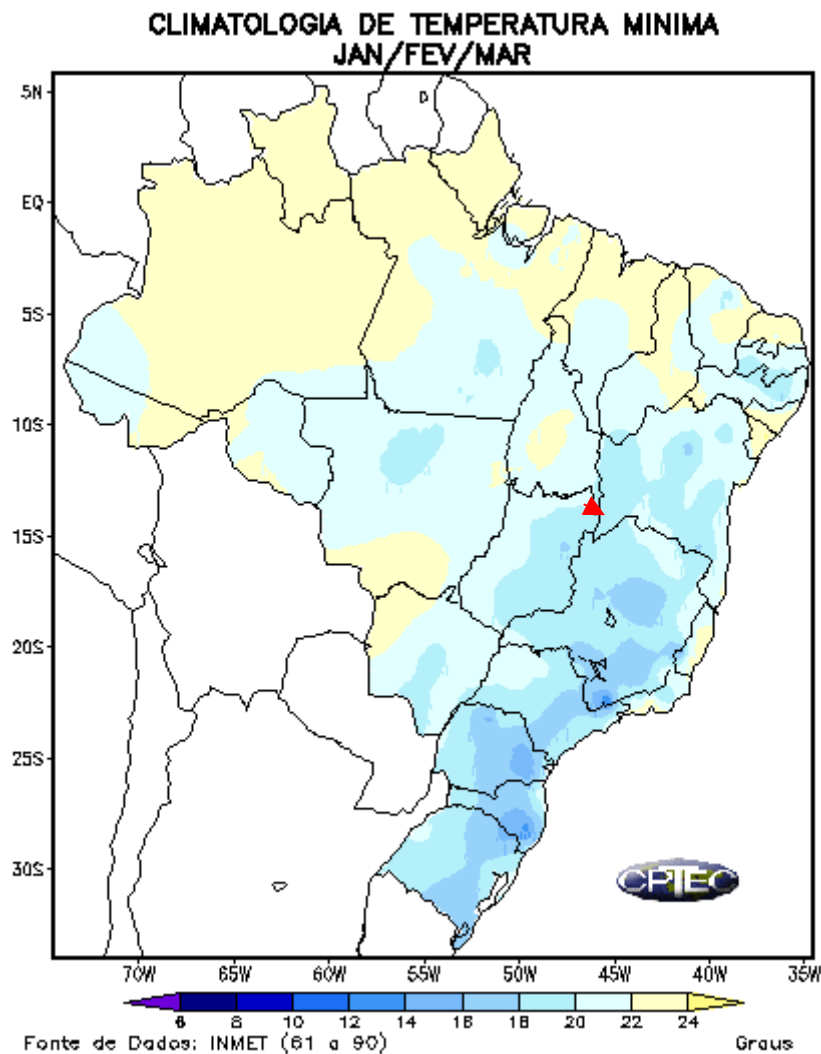 CLIMATOLOGIA DE TEMPERATURA MINIMA
JAN/FEV/MAR
5N
EQ
5S
10S
15S
20S
25S
30S
CPTEC
70W 65W 60W 55W 50W 45W 40W 35W
6 8 10 12 14 16 18 20 22 24
Fonte de Dados: INMET (61 a 90) Graus